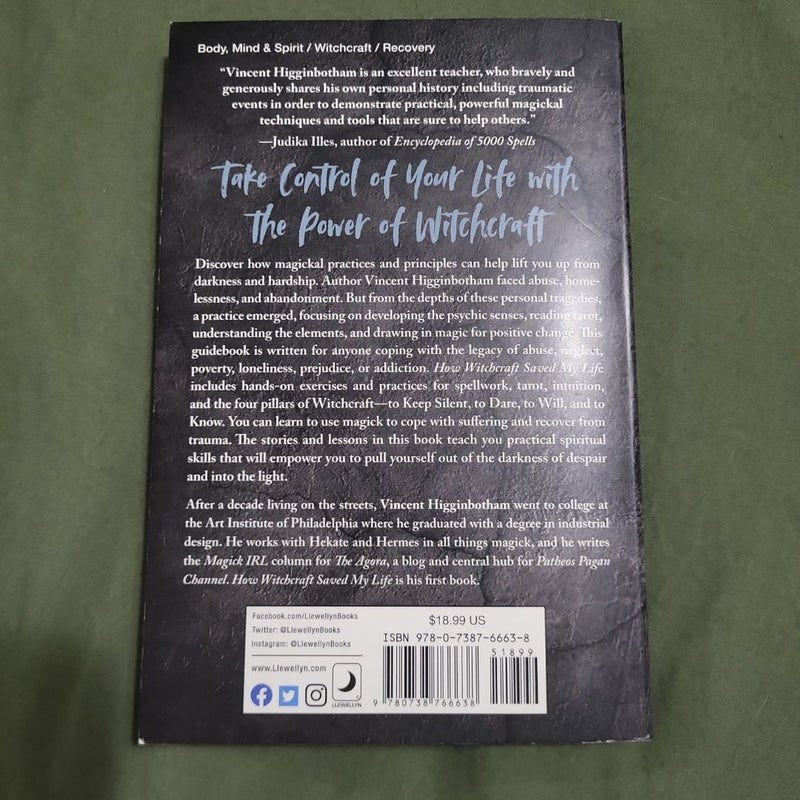 Body, Mind & Spirit / Witchcraft / Recovery
“Vincent Higginbotham is an excellent teacher, who bravely and
generously shares his own personal history including traumatic
events in order to demonstrate practical, powerful magickal
techniques and tools that are sure to help others.”
—Judika Illes, author of Encyclopedia of 5000 Spells
Take Control of Your Life with
the Power of Witchcraft
Discover how magickal practices and principles can help lift you up from
darkness and hardship. Author Vincent Higginbotham faced abuse, home-
lessness, and abandonment. But from the depths of these personal tragedies,
a practice emerged, focusing on developing the psychic senses, reading tarot,
understanding the elements, and drawing in magic for positive change. This
guidebook is written for anyone coping with the legacy of abuse, neglect,
poverty, loneliness, prejudice, or addiction. How Witchcraft Saved My Life
includes hands-on exercises and practices for spellwork, tarot, intuition,
and the four pillars of Witchcraft—to Keep Silent, to Dare, to Will, and to
Know. You can learn to use magick to cope with suffering and recover from
trauma. The stories and lessons in this book teach you practical spiritual
skills that will empower you to pull yourself out of the darkness of despair
and into the light.
After a decade living on the streets, Vincent Higginbotham went to college at
the Art Institute of Philadelphia where he graduated with a degree in industrial
design. He works with Hekate and Hermes in all things magick, and he writes
the Magick IRL column for The Agora, a blog and central hub for Patheos Pagan
Channel. How Witchcraft Saved My Life is his first book.
Facebook.com/LlewellynBooks
Twitter: @LlewellynBooks
Instagram: @LlewellynBooks
www.Llewellyn.com
LLEWELLYN
$18.99 US
ISBN 978-0-7387-6663-8
51899
9 780738 766638